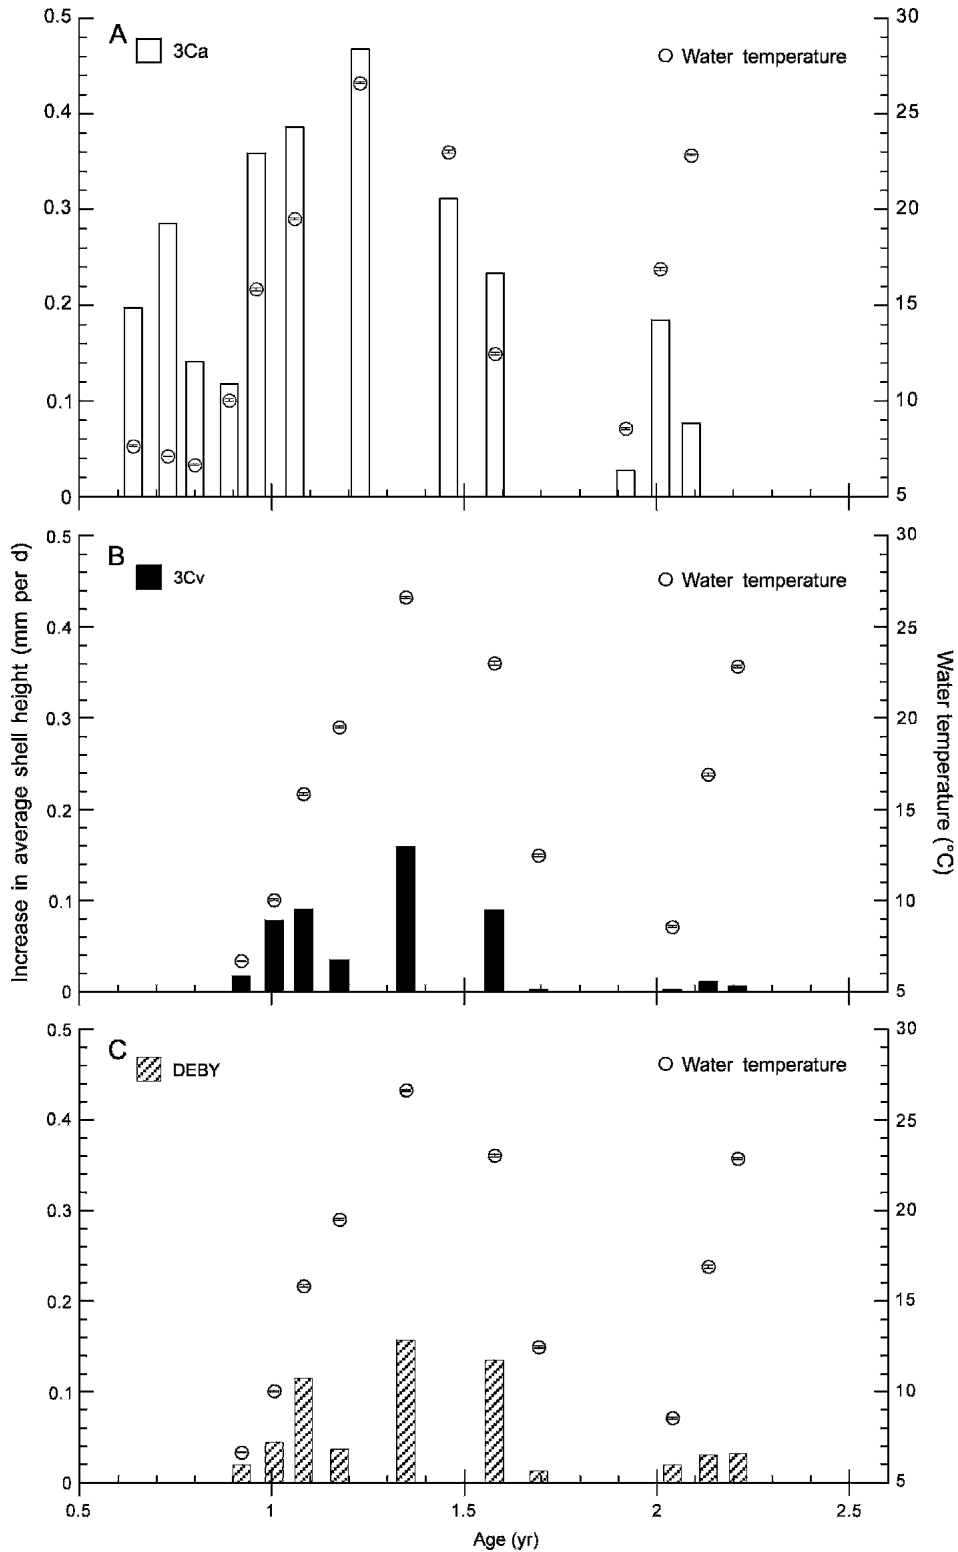 A
3Ca
Water temperature
0.5
0.4
0.3
0.2
0.1
0
30
25
20
15
10
5
B
3Cv
Water temperature
0.5
0.4
0.3
0.2
0.1
0
30
25
20
15
10
5
Increase in average shell height (mm per d)
Water temperature (°C)
C
DEBY
Water temperature
0.5
0.4
0.3
0.2
0.1
0
30
25
20
15
10
5
0.5 1 1.5 2 2.5
Age (yr)